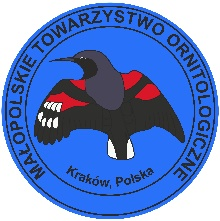 MAŁOPOLSKIE TOWARZYSTWO ORNITOLOGICZNE
Kraków, Polska